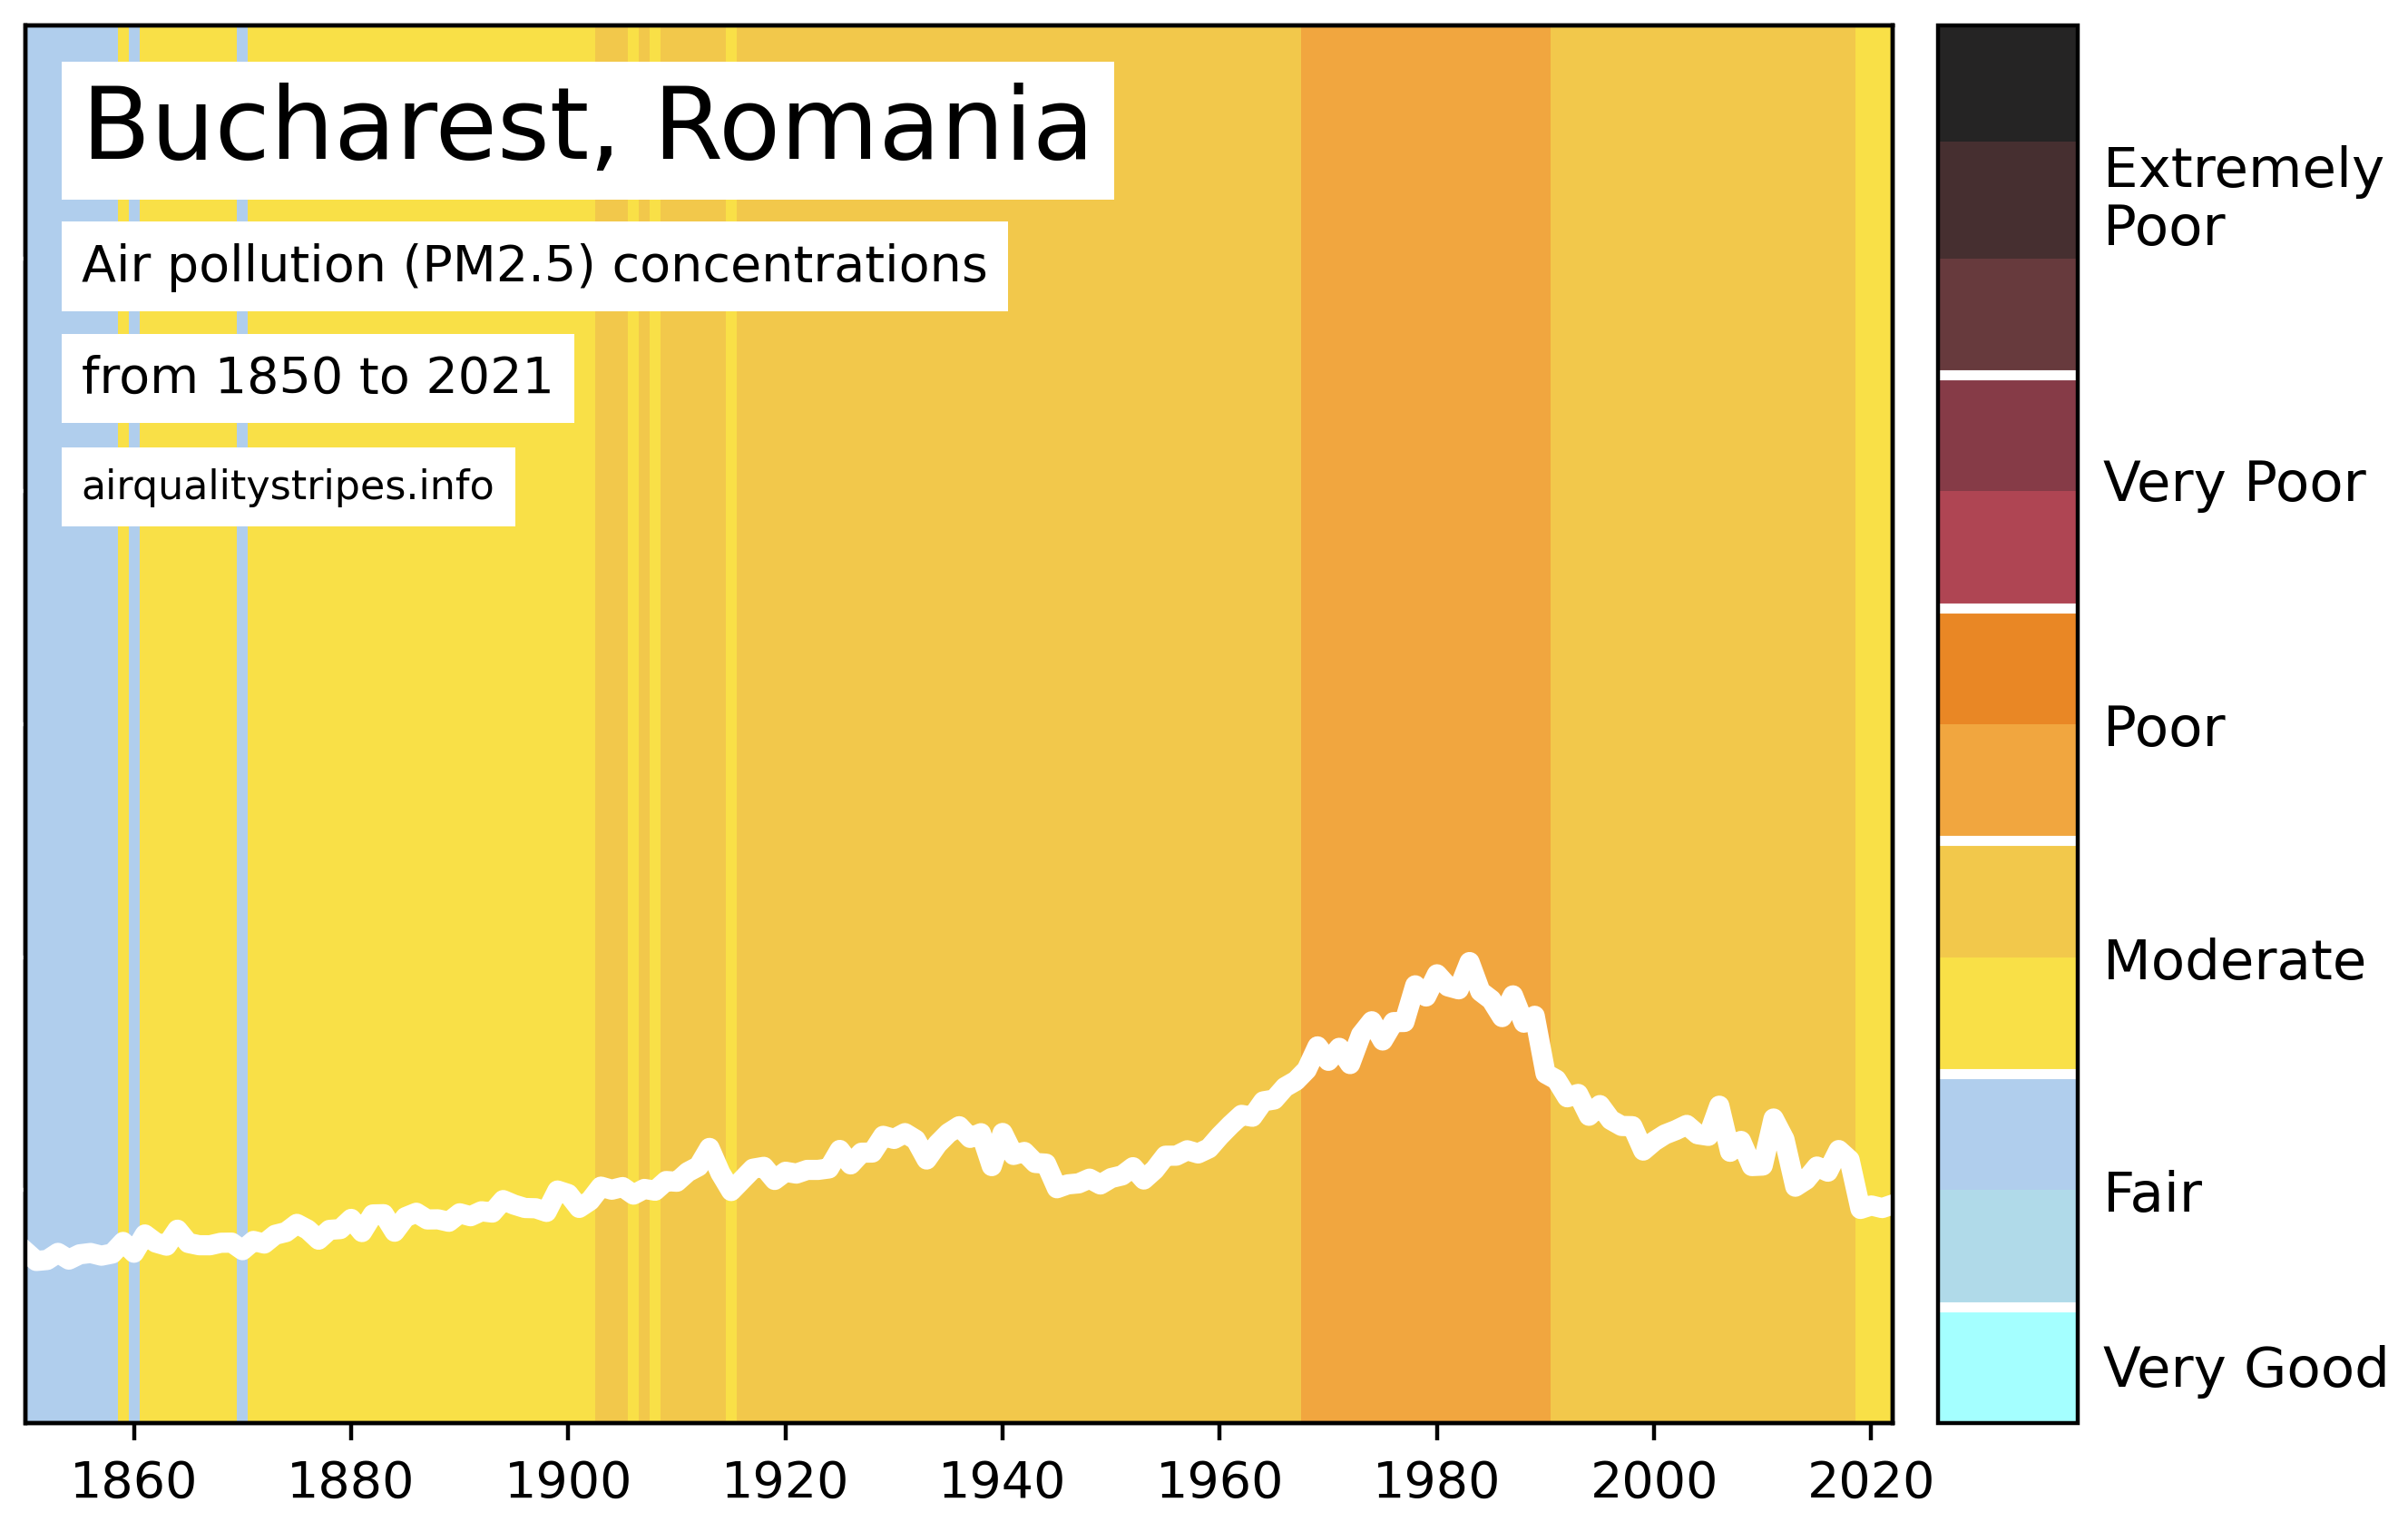 Bucharest, Romania
Air pollution (PM2.5) concentrations
from 1850 to 2021
airqualitystripes.info
Extremely
Poor
Very Poor
Poor
Moderate
Fair
Very Good
1860 1880 1900 1920 1940 1960 1980 2000 2020